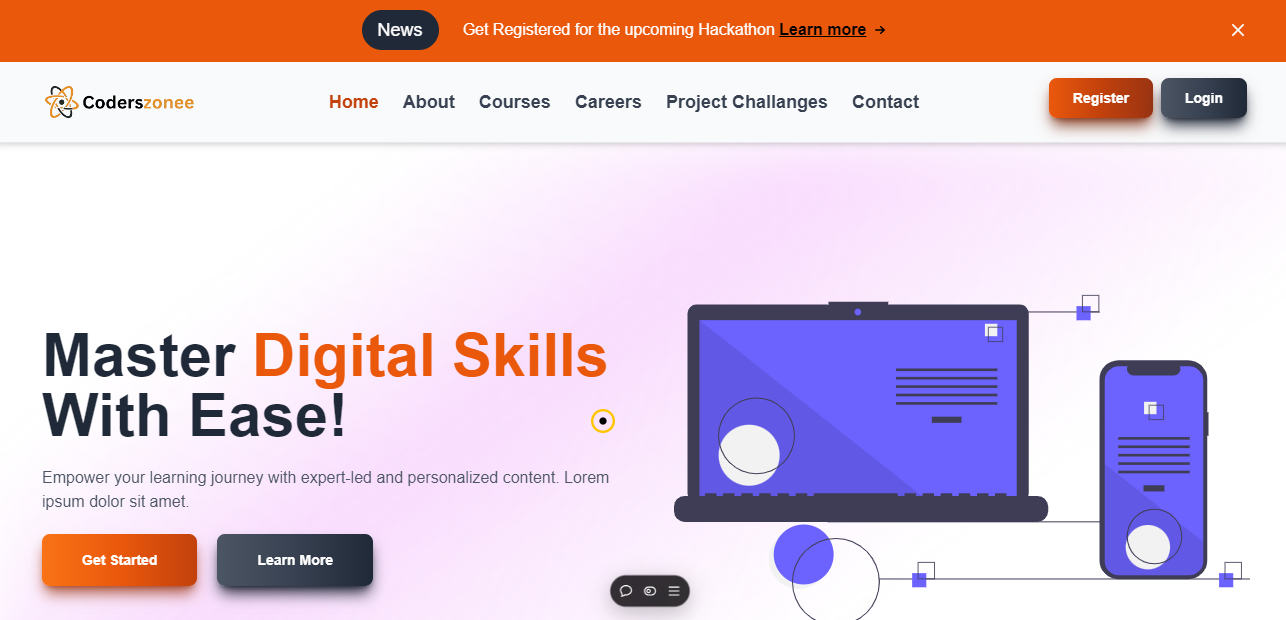 News
Get Registered for the upcoming Hackathon Learn more →
Coderszonee
Home
About
Courses
Careers
Project Challanges
Contact
Register
Login
Master Digital Skills
With Ease!
Empower your learning journey with expert-led and personalized content. Lorem
ipsum dolor sit amet.
Get Started
Learn More